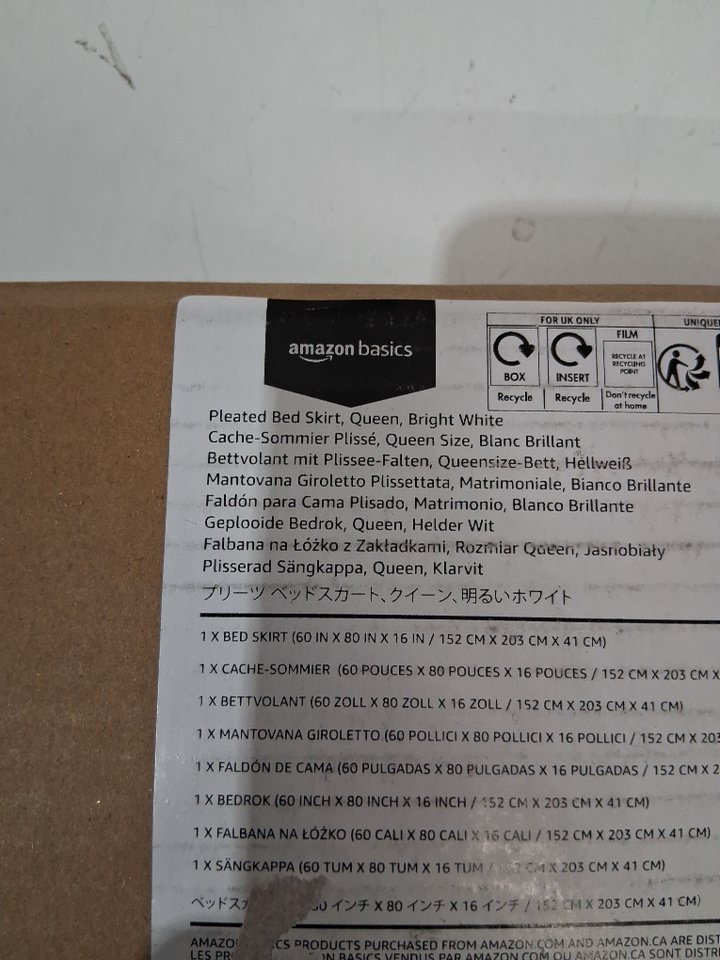 amazon basics
FOR UK ONLY
BOX
Recycle
INSERT
Recycle
FILM
RECYCLE AT
RECYCLING
POINT
Don't recycle
at home
Pleated Bed Skirt, Queen, Bright White
Cache-Sommier Plissé, Queen Size, Blanc Brillant
Bettvolant mit Plissee-Falten, Queensize-Bett, Hellweiß
Mantovana Giroletto Plissettata, Matrimoniale, Bianco Brillante
Faldón para Cama Plisado, Matrimonio, Blanco Brillante
Geplooide Bedrok, Queen, Helder Wit
Falbana na Łóżko z Zakładkami, Rozmiar Queen, Jasnobiały
Plisserad Sängkappa, Queen, Klarvit
プリーツ ベッドスカート、クイーン、明るいホワイト
1 X BED SKIRT (60 IN X 80 IN X 16 IN / 152 CM X 203 CM X 41 CM)
1 X CACHE-SOMMIER (60 POUCES X 80 POUCES X 16 POUCES / 152 CM X 203 CM X
1 X BETTVOLANT (60 ZOLL X 80 ZOLL X 16 ZOLL / 152 CM X 203 CM X 41 CM)
1 X MANTOVANA GIROLETTO (60 POLLICI X 80 POLLICI X 16 POLLICI / 152 CM X 203
1 X FALDÓN DE CAMA (60 PULGADAS X 80 PULGADAS X 16 PULGADAS / 152 CM X 2
1 X BEDROK (60 INCH X 80 INCH X 16 INCH / 152 CM X 203 CM X 41 CM)
1 X FALBANA NA ŁÓŻKO (60 CALI X 80 CALI X 16 CALI / 152 CM X 203 CM X 41 CM)
1 X SÄNGKAPPA (60 TUM X 80 TUM X 16 TUM / 152 CM X 203 CM X 41 CM)
インチ X 80 インチ X 16 インチ / 152 CM X 203 CM X 41 CM)
PRODUCTS PURCHASED FROM AMAZON.COM AND AMAZON.CA ARE
BASICS VENDUS PAR AMAZON.COM OU AMAZON.CA SONT